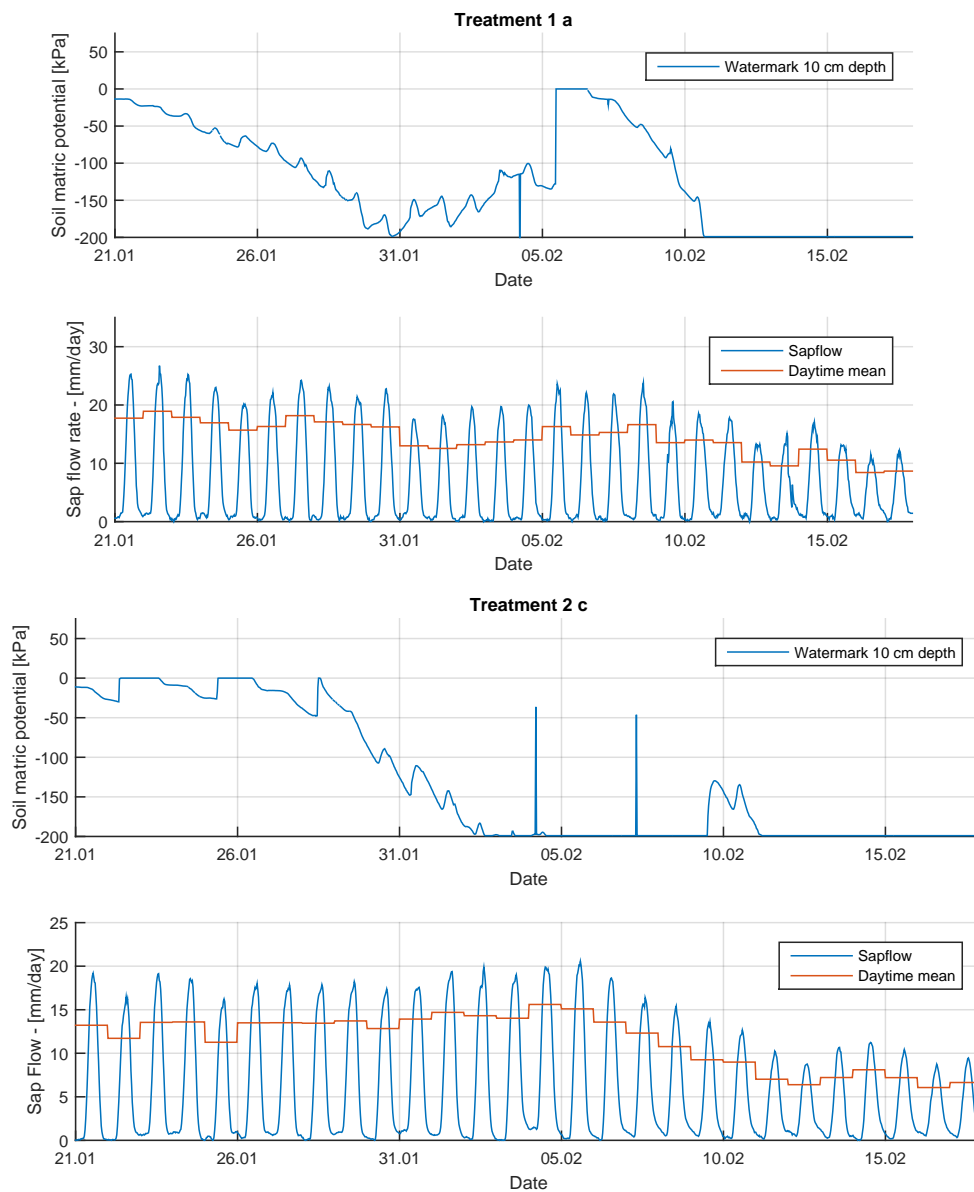 Treatment 1 a
Soil matric potential [kPa]
50
0
-50
-100
-150
-200
Watermark 10 cm depth
21.01 26.01 31.01 05.02 10.02 15.02
Date
Sap flow rate - [mm/day]
30
20
10
0
Sapflow
Daytime mean
21.01 26.01 31.01 05.02 10.02 15.02
Date
Treatment 2 c
Soil matric potential [kPa]
50
0
-50
-100
-150
-200
Watermark 10 cm depth
21.01 26.01 31.01 05.02 10.02 15.02
Date
Sap Flow - [mm/day]
25
20
15
10
5
0
Sapflow
Daytime mean
21.01 26.01 31.01 05.02 10.02 15.02
Date